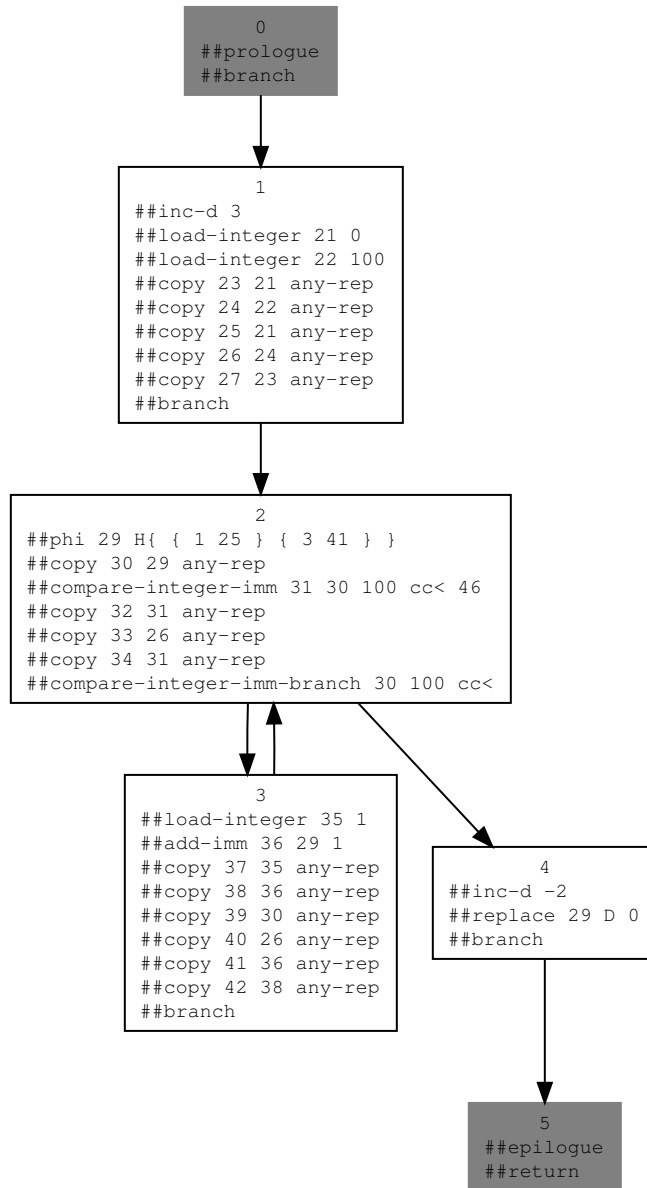 0
##prologue
##branch
1
##inc-d 3
##load-integer 21 0
##load-integer 22 100
##copy 23 21 any-rep
##copy 24 22 any-rep
##copy 25 21 any-rep
##copy 26 24 any-rep
##copy 27 23 any-rep
##branch
2
##phi 29 H{ { 1 25 } { 3 41 } }
##copy 30 29 any-rep
##compare-integer-imm 31 30 100 cc< 46
##copy 32 31 any-rep
##copy 33 26 any-rep
##copy 34 31 any-rep
##compare-integer-imm-branch 30 100 cc<
3
##load-integer 35 1
##add-imm 36 29 1
##copy 37 35 any-rep
##copy 38 36 any-rep
##copy 39 30 any-rep
##copy 40 26 any-rep
##copy 41 36 any-rep
##copy 42 38 any-rep
##branch
4
##inc-d -2
##replace 29 D 0
##branch
5
##epilogue
##return